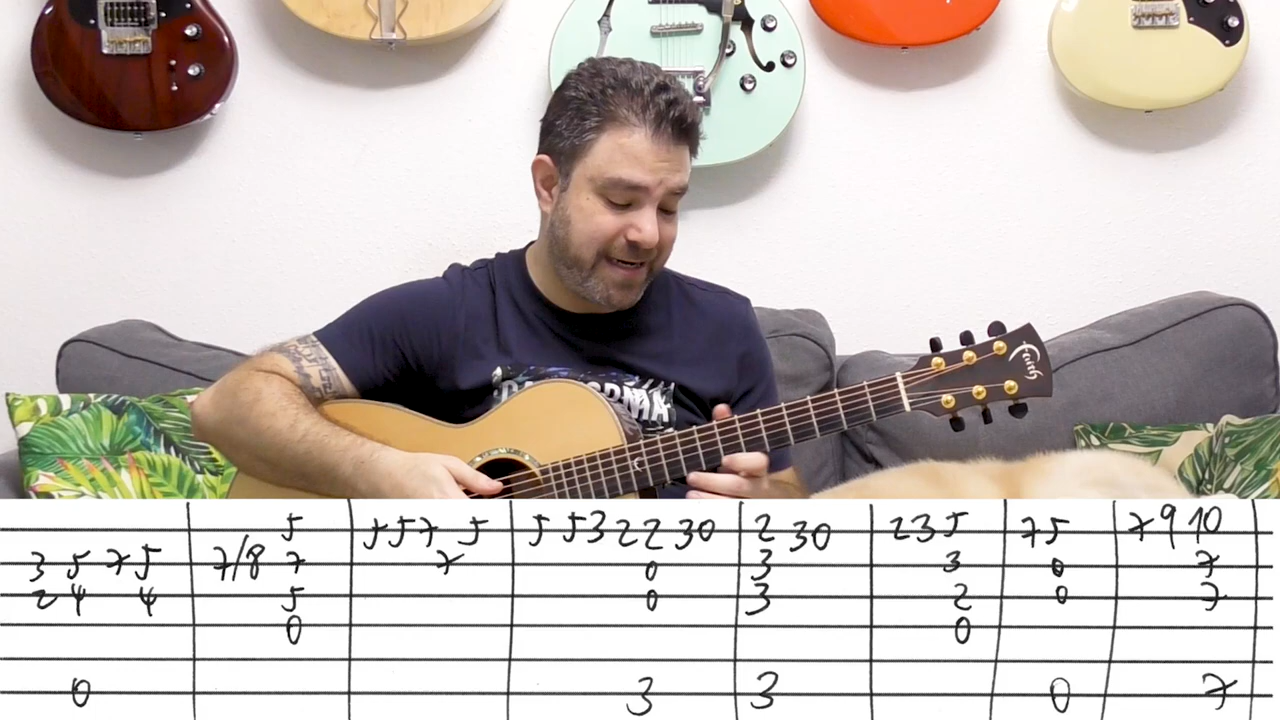 Faith
5 5 5 7 5 5 5 3 2 2 3 0 2 3 0 2 3 5 7 5 7 9 10
3 5 7 5 7/8 7 7 0 3 3 0 7
2 4 4 5 0 3 2 0 7
0 0
0 3 3 0 7